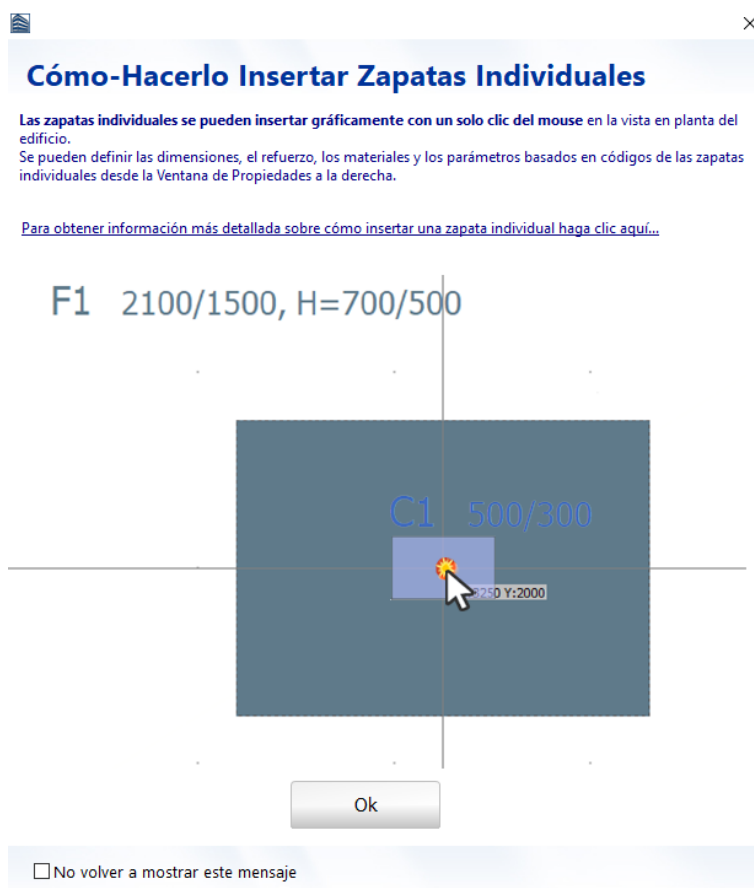 Cómo-Hacerlo Insertar Zapatas Individuales
Las zapatas individuales se pueden insertar gráficamente con un solo clic del mouse en la vista en planta del
edificio.
Se pueden definir las dimensiones, el refuerzo, los materiales y los parámetros basados en códigos de las zapatas
individuales desde la Ventana de Propiedades a la derecha.
Para obtener información más detallada sobre cómo insertar una zapata individual haga clic aquí...
F1 2100/1500, H=700/500
C1 500/300
Y:2000
Ok
No volver a mostrar este mensaje